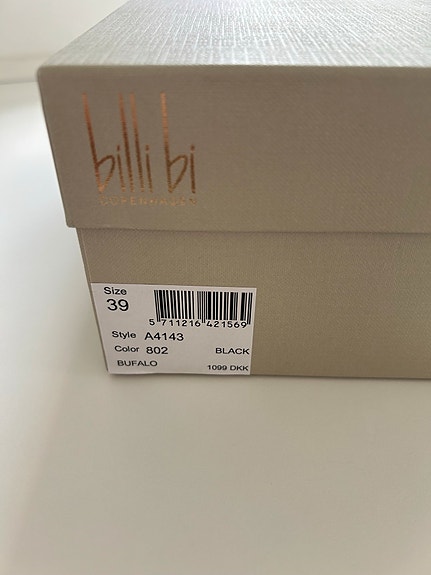 billi bi
COPENHAGEN
Size
39
5 711216 421569
Style A4143
Color 802 BLACK
BUFALO 1099 DKK